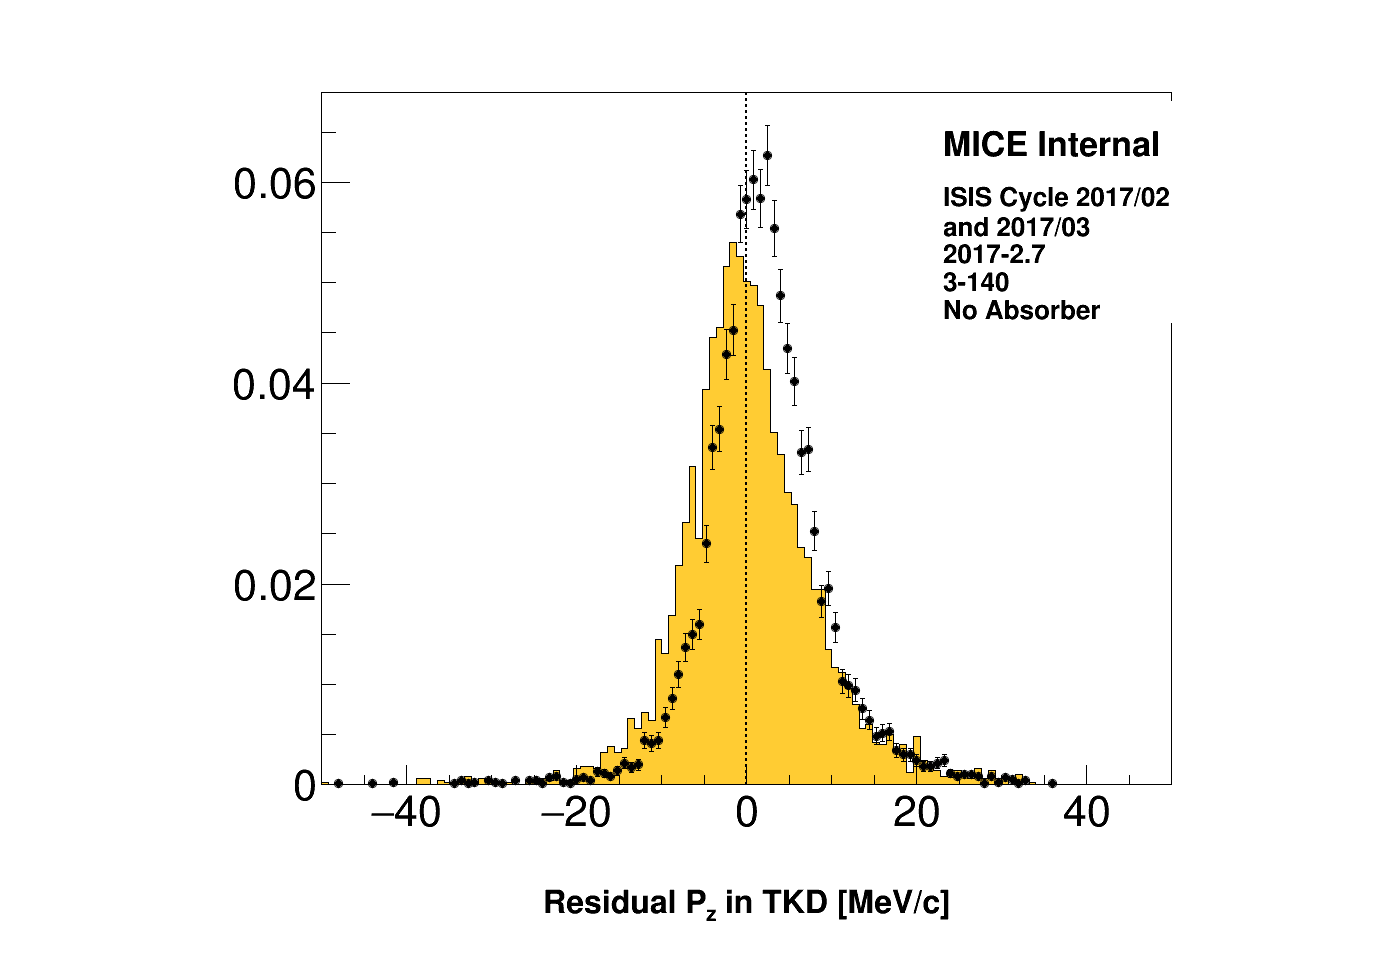 MICE Internal
ISIS Cycle 2017/02
and 2017/03
2017-2.7
3-140
No Absorber
0.06
0.04
0.02
0
−40 −20 0 20 40
Residual Pz in TKD [MeV/c]